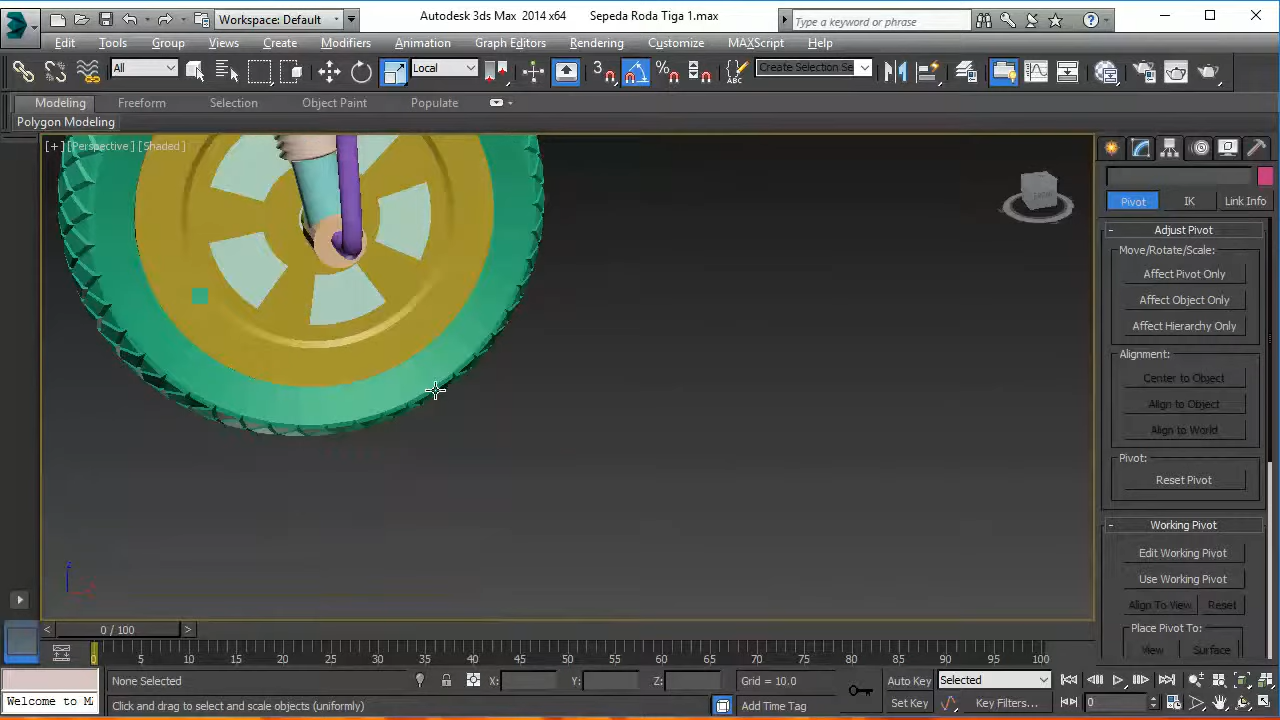 Workspace: Default
Autodesk 3ds Max 2014 x64 Sepeda Roda Tiga 1.max
Type a keyword or phrase
Edit Tools Group Views Create Modifiers Animation Graph Editors Rendering Customize MAXScript Help
All
Local
3
ABC
Create Selection Se
Modeling Freeform Selection Object Paint Populate
Polygon Modeling
[+] [Perspective] [Shaded]
Pivot IK Link Info
- Adjust Pivot
Move/Rotate/Scale:
Affect Pivot Only
Affect Object Only
Affect Hierarchy Only
Alignment:
Center to Object
Align to Object
Align to World
Pivot:
Reset Pivot
- Working Pivot
Edit Working Pivot
Use Working Pivot
Align To View Reset
Place Pivot To:
View Surface
z
< 0 / 100 >
0 5 10 15 20 25 30 35 40 45 50 55 60 65 70 75 80 85 90 95 100
None Selected X: Y: Z: Grid = 10.0 Auto Key Selected
Welcome to Click and drag to select and scale objects (uniformly) Add Time Tag Set Key Key Filters... 0